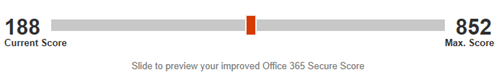 188 852
Current Score Max. Score
Slide to preview your improved Office 365 Secure Score